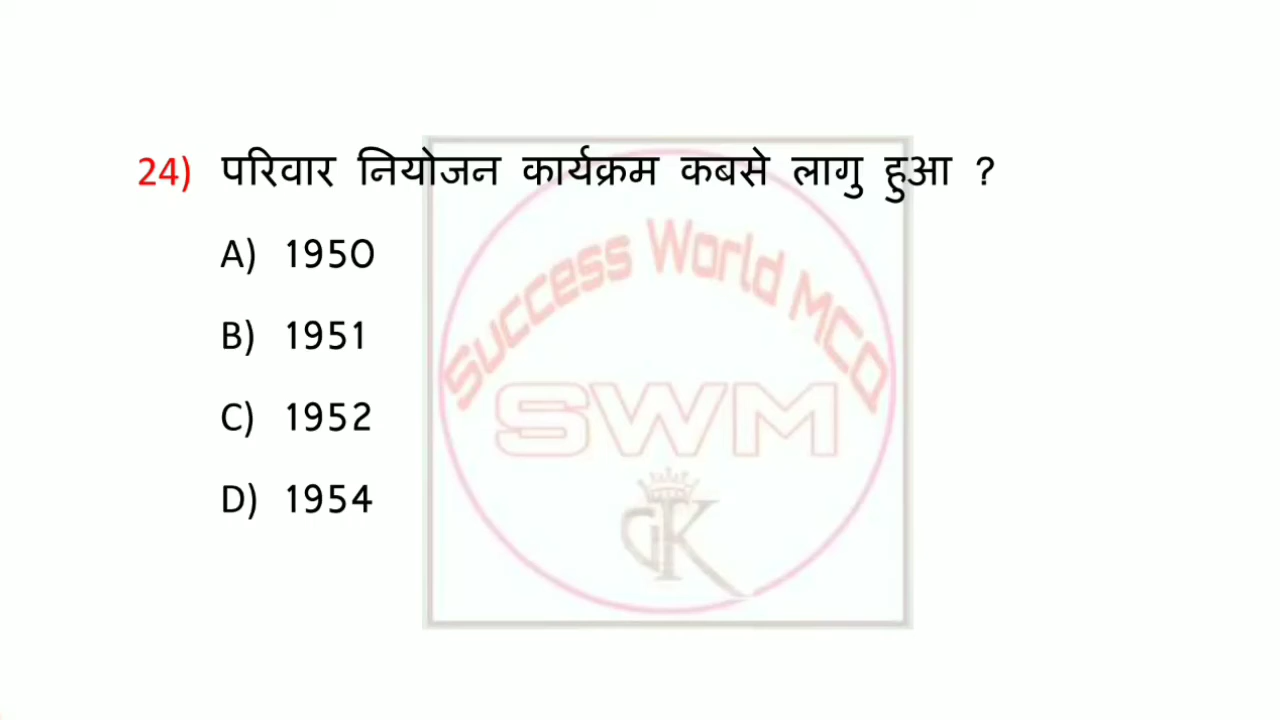 24) परिवार नियोजन कार्यक्रम कबसे लागु हुआ ?
A) 1950
B) 1951
C) 1952
D) 1954
Success World MCQ
SWM
GK